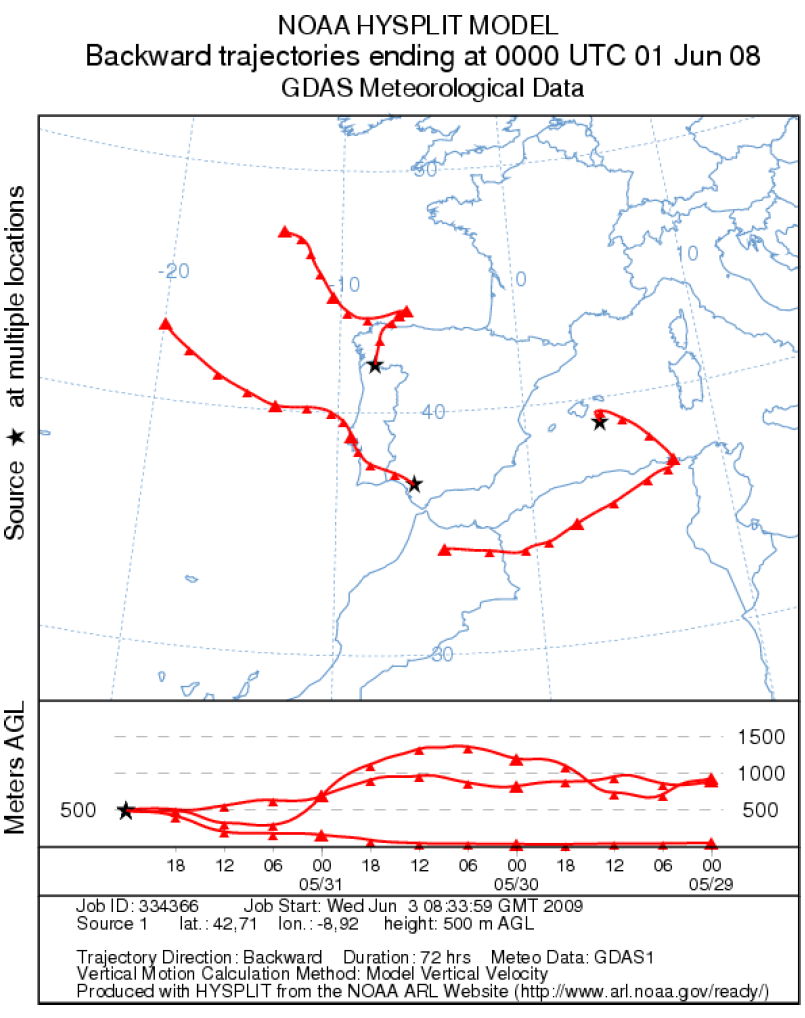 NOAA HYSPLIT MODEL
Backward trajectories ending at 0000 UTC 01 Jun 08
GDAS Meteorological Data
Source ★ at multiple locations
50
-20
-10
0
10
40
30
Meters AGL
1500
1000
500
500
18 12 06 00 18 12 06 00 18 12 06 00
05/31 05/30 05/29
Job ID: 334366 Job Start: Wed Jun 3 08:33:59 GMT 2009
Source 1 lat.: 42,71 lon.: -8,92 height: 500 m AGL
Trajectory Direction: Backward Duration: 72 hrs Meteo Data: GDAS1
Vertical Motion Calculation Method: Model Vertical Velocity
Produced with HYSPLIT from the NOAA ARL Website (http://www.arl.noaa.gov/ready/)